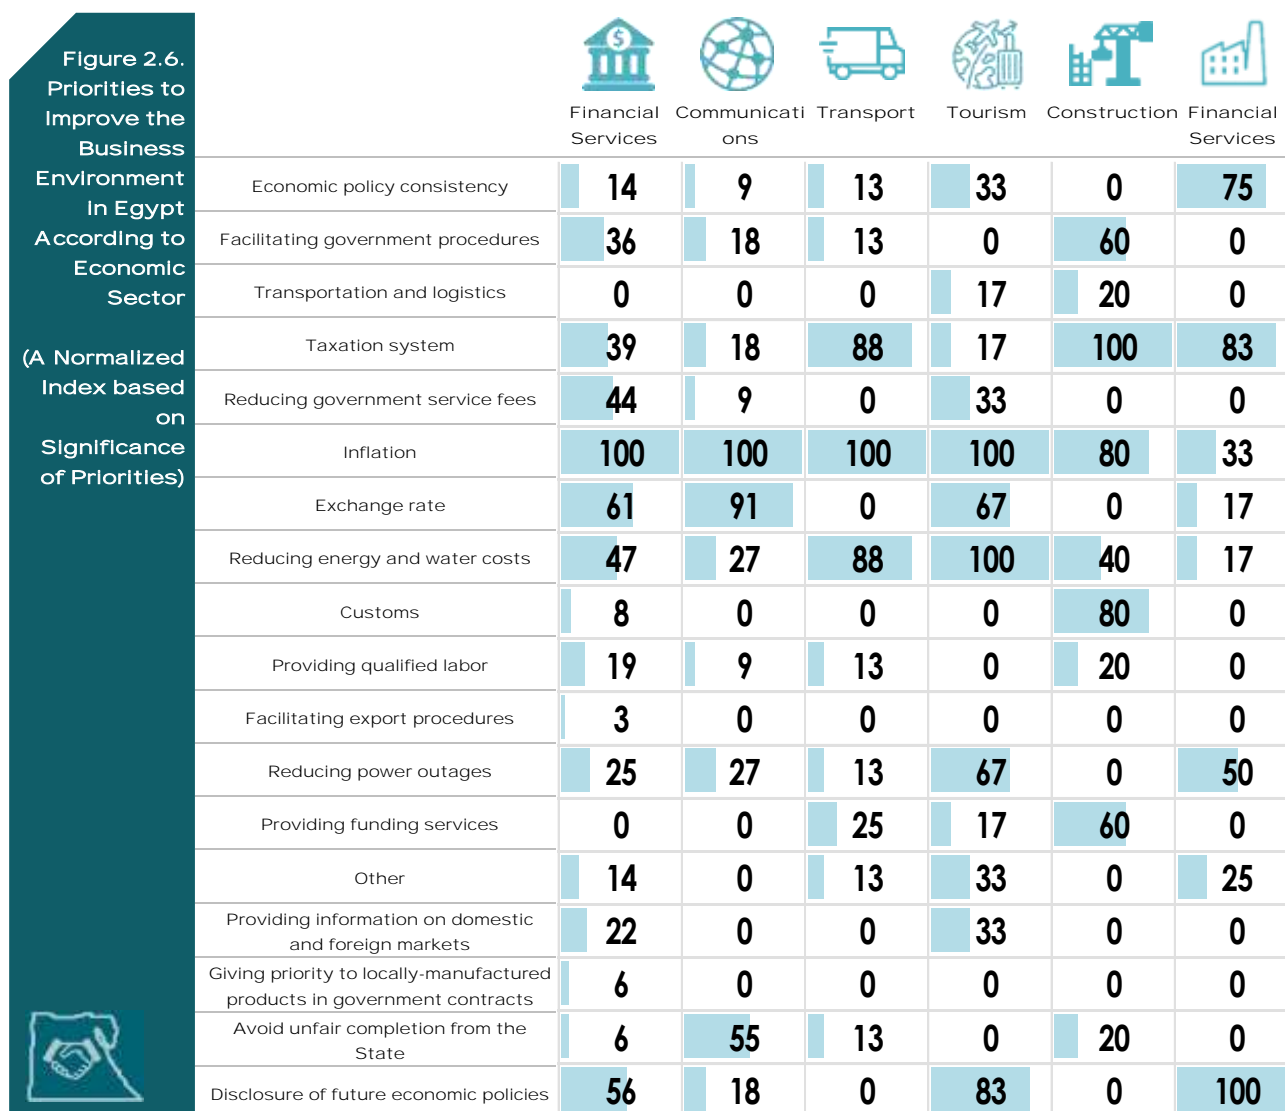 Figure 2.6.
Priorities to
Improve the
Business
Environment
in Egypt
According to
Economic
Sector
(A Normalized
Index based
on
Significance
of Priorities)
$
Financial Communicati Transport Tourism Construction Financial
Services ons Services
Economic policy consistency 14 9 13 33 0 75
Facilitating government procedures 36 18 13 0 60 0
Transportation and logistics 0 0 0 17 20 0
Taxation system 39 18 88 17 100 83
Reducing government service fees 44 9 0 33 0 0
Inflation 100 100 100 100 80 33
Exchange rate 61 91 0 67 0 17
Reducing energy and water costs 47 27 88 100 40 17
Customs 8 0 0 0 80 0
Providing qualified labor 19 9 13 0 20 0
Facilitating export procedures 3 0 0 0 0 0
Reducing power outages 25 27 13 67 0 50
Providing funding services 0 0 25 17 60 0
Other 14 0 13 33 0 25
Providing information on domestic
and foreign markets 22 0 0 33 0 0
Giving priority to locally-manufactured
products in government contracts 6 0 0 0 0 0
Avoid unfair completion from the
State 6 55 13 0 20 0
Disclosure of future economic policies 56 18 0 83 0 100